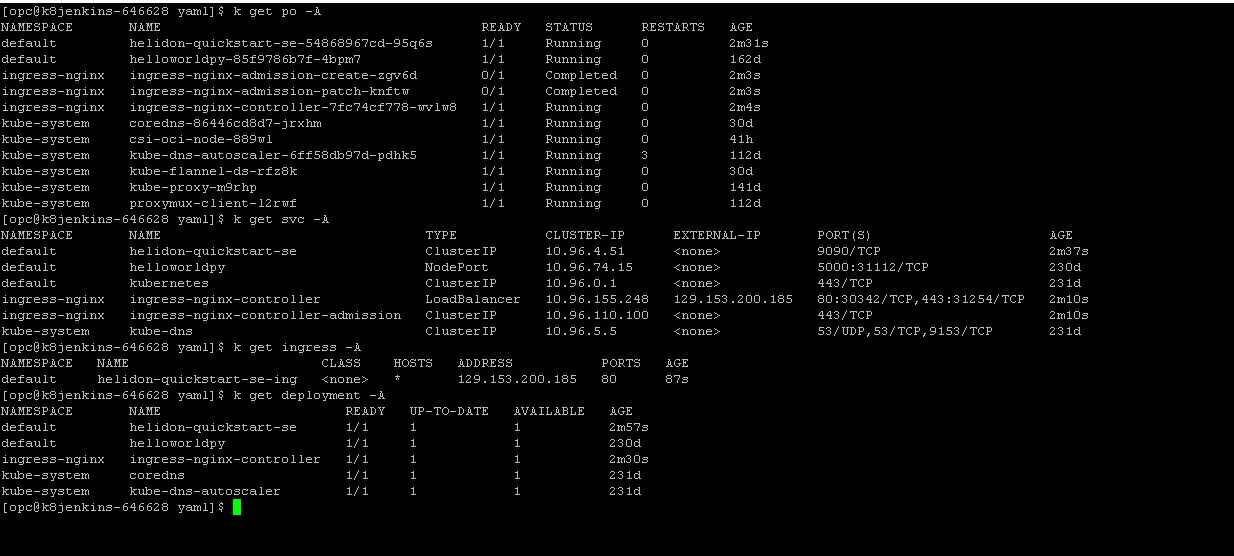 [opc@k8jenkins-646628 yaml]$ k get po -A
NAMESPACE       NAME                                        READY   STATUS      RESTARTS   AGE
default         helidon-quickstart-se-54868967cd-95q6s      1/1     Running     0          2m31s
default         helloworldpy-85f9786b7f-4bpm7               1/1     Running     0          162d
ingress-nginx   ingress-nginx-admission-create-zgv6d        0/1     Completed   0          2m3s
ingress-nginx   ingress-nginx-admission-patch-knftw         0/1     Completed   0          2m3s
ingress-nginx   ingress-nginx-controller-7fc74cf778-wvlw8   1/1     Running     0          2m4s
kube-system     coredns-86446cd8d7-jrxhm                    1/1     Running     0          30d
kube-system     csi-oci-node-889wl                          1/1     Running     0          41h
kube-system     kube-dns-autoscaler-6ff58db97d-pdhk5        1/1     Running     3          112d
kube-system     kube-flannel-ds-rfz8k                       1/1     Running     0          30d
kube-system     kube-proxy-m9rhp                            1/1     Running     0          141d
kube-system     proxymux-client-l2rwf                       1/1     Running     0          112d
[opc@k8jenkins-646628 yaml]$ k get svc -A
NAMESPACE       NAME                                 TYPE           CLUSTER-IP      EXTERNAL-IP       PORT(S)                      AGE
default         helidon-quickstart-se                ClusterIP      10.96.4.51      <none>            9090/TCP                     2m37s
default         helloworldpy                         NodePort       10.96.74.15     <none>            5000:31112/TCP               230d
default         kubernetes                           ClusterIP      10.96.0.1       <none>            443/TCP                      231d
ingress-nginx   ingress-nginx-controller             LoadBalancer   10.96.155.248   129.153.200.185   80:30342/TCP,443:31254/TCP   2m10s
ingress-nginx   ingress-nginx-controller-admission   ClusterIP      10.96.110.100   <none>            443/TCP                      2m10s
kube-system     kube-dns                             ClusterIP      10.96.5.5       <none>            53/UDP,53/TCP,9153/TCP       231d
[opc@k8jenkins-646628 yaml]$ k get ingress -A
NAMESPACE   NAME                        CLASS    HOSTS   ADDRESS           PORTS   AGE
default     helidon-quickstart-se-ing   <none>   *       129.153.200.185   80      87s
[opc@k8jenkins-646628 yaml]$ k get deployment -A
NAMESPACE       NAME                       READY   UP-TO-DATE   AVAILABLE   AGE
default         helidon-quickstart-se      1/1     1            1           2m57s
default         helloworldpy               1/1     1            1           230d
ingress-nginx   ingress-nginx-controller   1/1     1            1           2m30s
kube-system     coredns                    1/1     1            1           231d
kube-system     kube-dns-autoscaler        1/1     1            1           231d
[opc@k8jenkins-646628 yaml]$